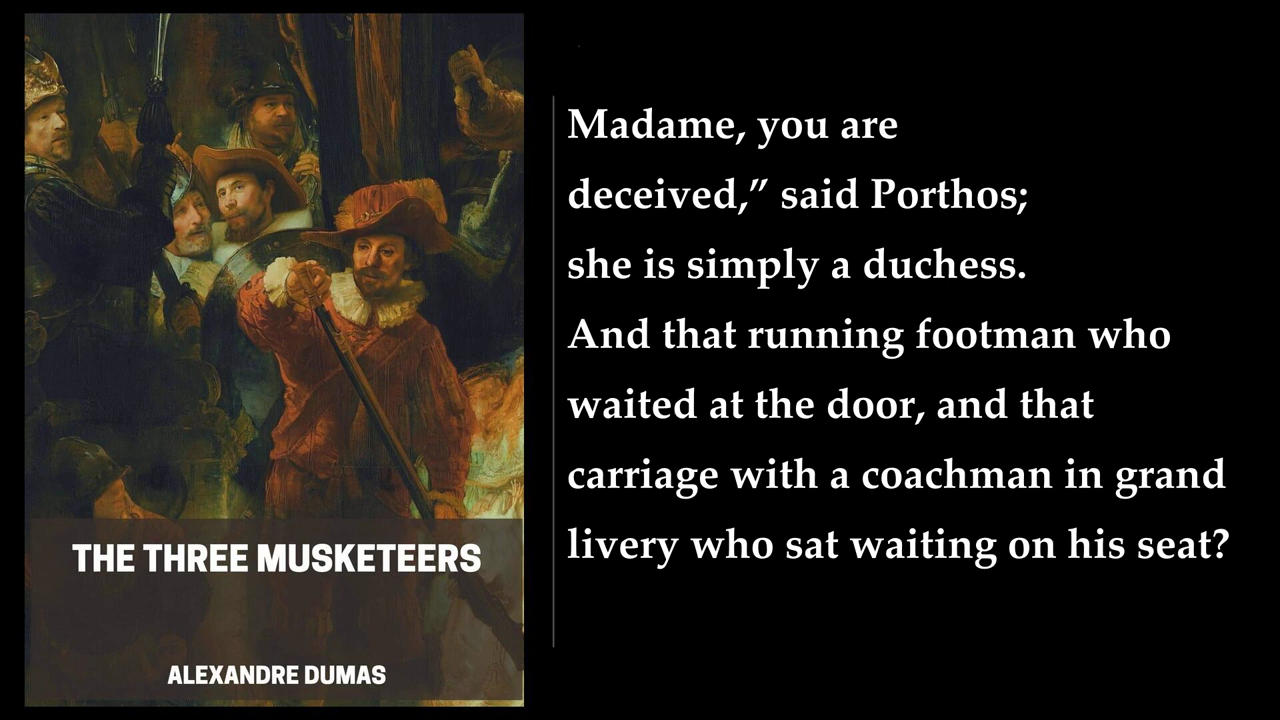 THE THREE MUSKETEERS
ALEXANDRE DUMAS
Madame, you are
deceived,” said Porthos;
she is simply a duchess.
And that running footman who
waited at the door, and that
carriage with a coachman in grand
livery who sat waiting on his seat?